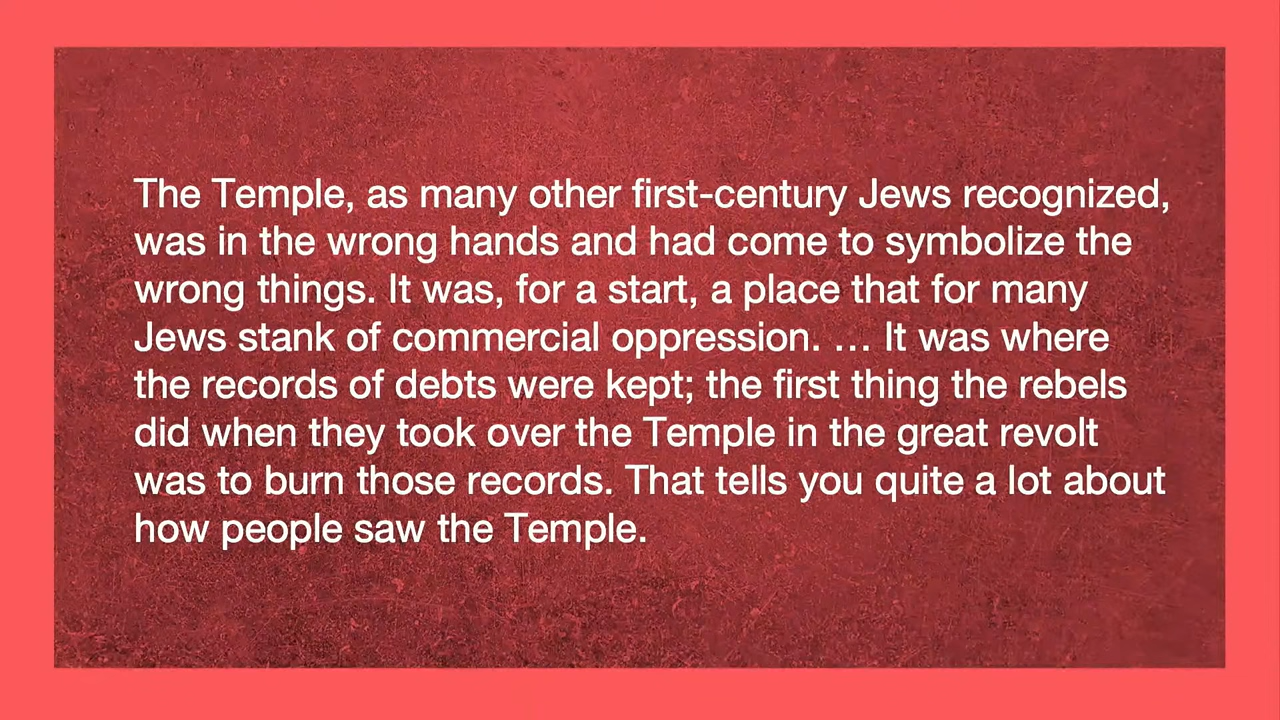 The Temple, as many other first-century Jews recognized,
was in the wrong hands and had come to symbolize the
wrong things. It was, for a start, a place that for many
Jews stank of commercial oppression. … It was where
the records of debts were kept; the first thing the rebels
did when they took over the Temple in the great revolt
was to burn those records. That tells you quite a lot about
how people saw the Temple.